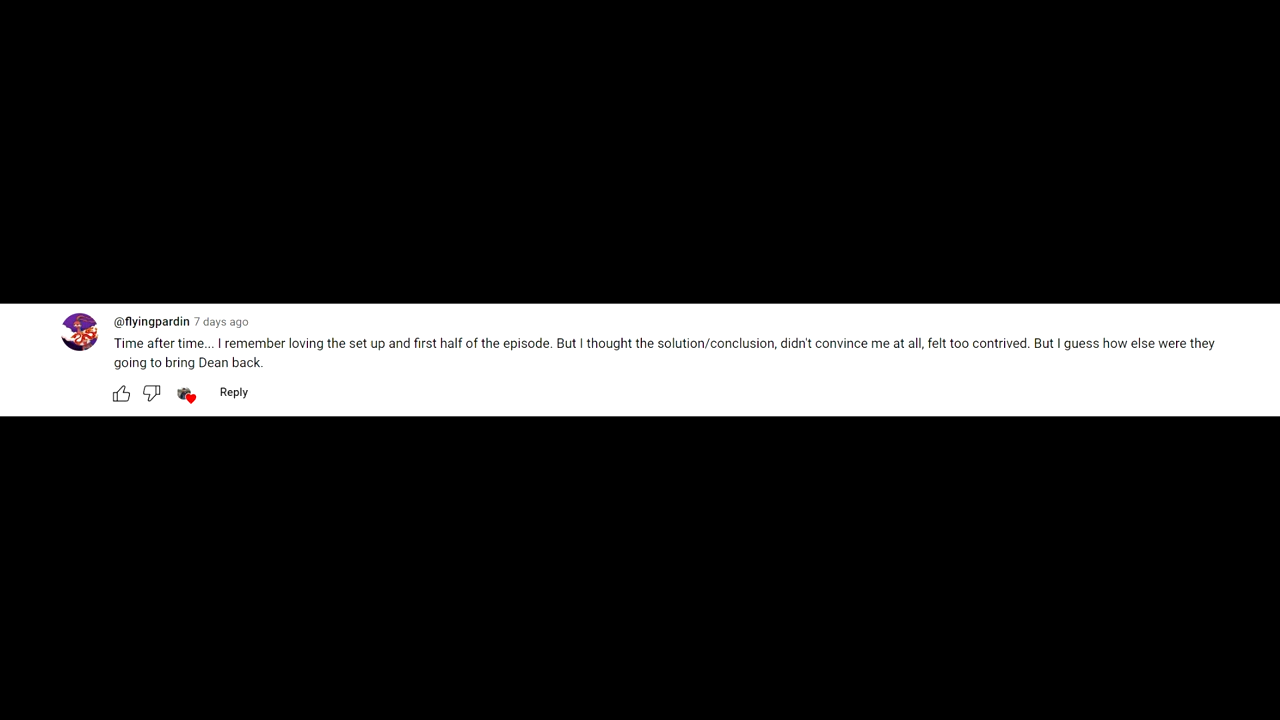 @flyingpardin 7 days ago
Time after time... I remember loving the set up and first half of the episode. But I thought the solution/conclusion, didn't convince me at all, felt too contrived. But I guess how else were they
going to bring Dean back.
Reply